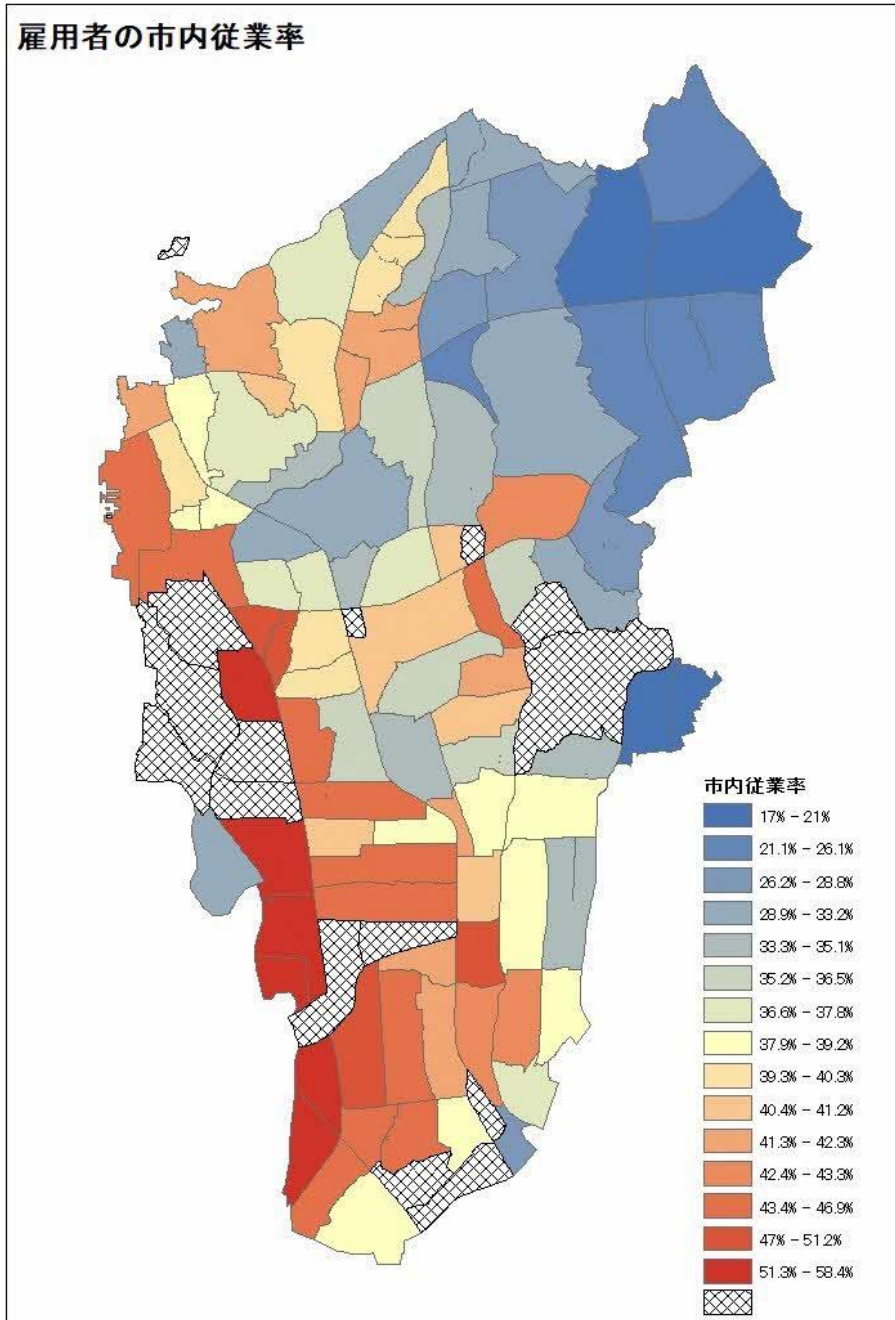 雇用者の市内従業率
市内従業率
17% - 21%
21.1% - 26.1%
26.2% - 28.8%
28.9% - 33.2%
33.3% - 35.1%
35.2% - 36.5%
36.6% - 37.8%
37.9% - 39.2%
39.3% - 40.3%
40.4% - 41.2%
41.3% - 42.3%
42.4% - 43.3%
43.4% - 46.9%
47% - 51.2%
51.3% - 58.4%